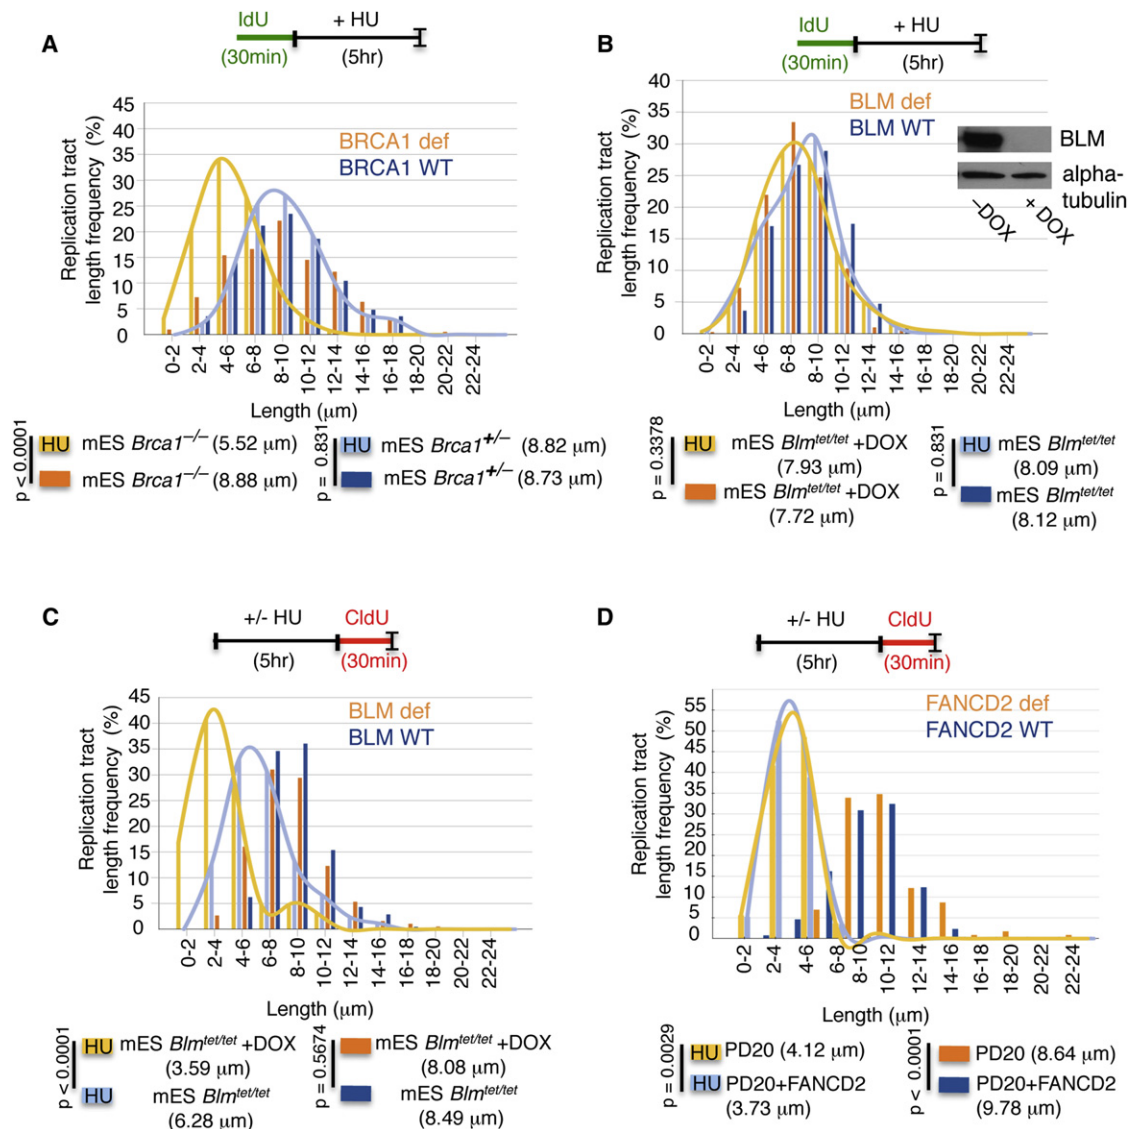 A
IdU
+ HU
(30min)
(5hr)
Replication tract
length frequency (%)
45
40
35
30
25
20
15
10
5
0
BRCA1 def
BRCA1 WT
0-2
2-4
4-6
6-8
8-10
10-12
12-14
14-16
16-18
18-20
20-22
22-24
Length (μm)
p < 0.0001
HU mES Brca1−/− (5.52 μm)
mES Brca1−/− (8.88 μm)
p = 0.831
HU mES Brca1+/− (8.82 μm)
mES Brca1+/− (8.73 μm)
B
IdU
+ HU
(30min)
(5hr)
Replication tract
length frequency (%)
40
35
30
25
20
15
10
5
0
BLM def
BLM WT
BLM
alpha-
tubulin
−DOX
+ DOX
0-2
2-4
4-6
6-8
8-10
10-12
12-14
14-16
16-18
18-20
20-22
22-24
Length (μm)
p = 0.3378
HU mES Blmtet/tet +DOX
(7.93 μm)
mES Blmtet/tet +DOX
(7.72 μm)
p = 0.831
HU mES Blmtet/tet
(8.09 μm)
mES Blmtet/tet
(8.12 μm)
C
+/- HU
CldU
(5hr)
(30min)
Replication tract
length frequency (%)
45
40
35
30
25
20
15
10
5
0
BLM def
BLM WT
0-2
2-4
4-6
6-8
8-10
10-12
12-14
14-16
16-18
20-22
22-24
Length (μm)
p < 0.0001
HU mES Blmtet/tet +DOX
(3.59 μm)
HU mES Blmtet/tet
(6.28 μm)
p = 0.5674
mES Blmtet/tet +DOX
(8.08 μm)
mES Blmtet/tet
(8.49 μm)
D
+/- HU
CldU
(5hr)
(30min)
Replication tract
length frequency (%)
55
50
45
40
35
30
25
20
15
10
5
0
FANCD2 def
FANCD2 WT
0-2
2-4
4-6
6-8
8-10
10-12
12-14
14-16
16-18
18-20
20-22
22-24
Length (μm)
p = 0.0029
HU PD20 (4.12 μm)
HU PD20+FANCD2
(3.73 μm)
p < 0.0001
PD20 (8.64 μm)
PD20+FANCD2
(9.78 μm)